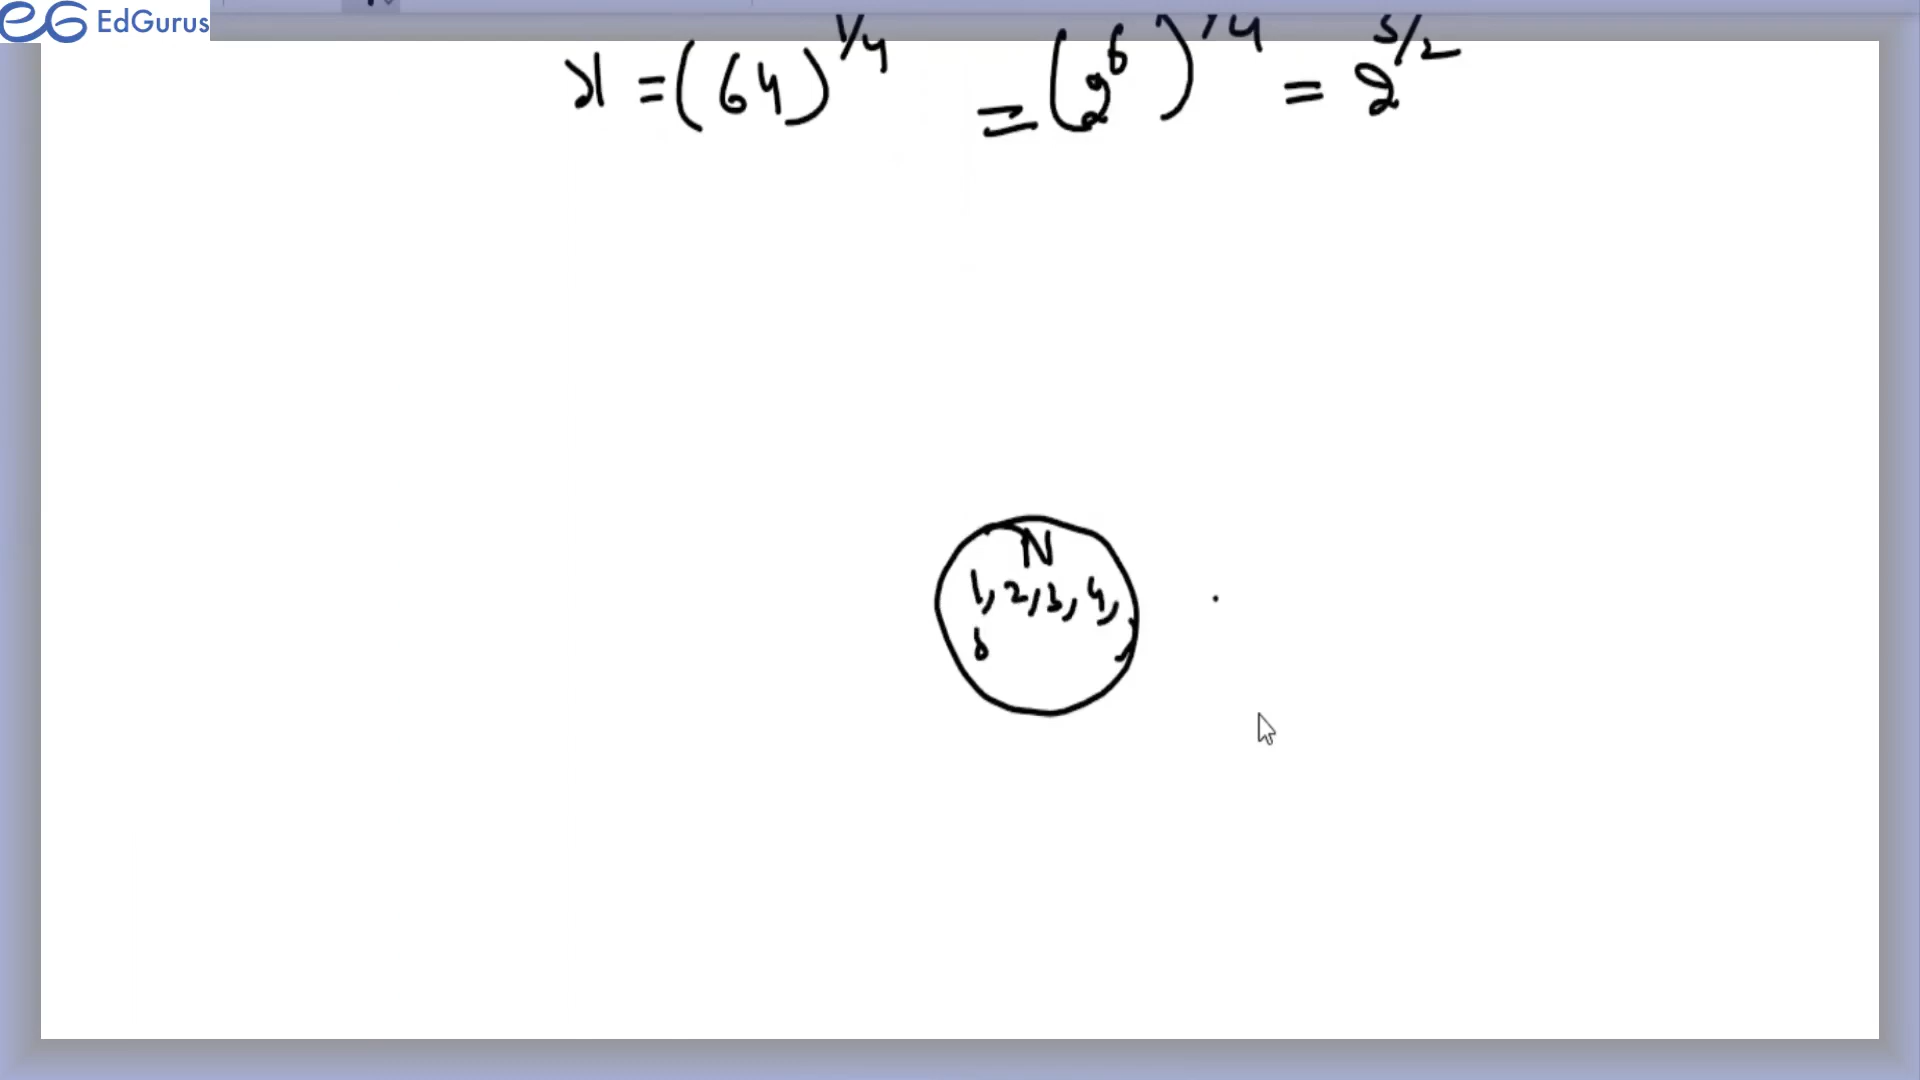 EdGurus
x = (64)^1/4 = (2^6)^1/4 = 2^3/2
N
1, 2, 3, 4,